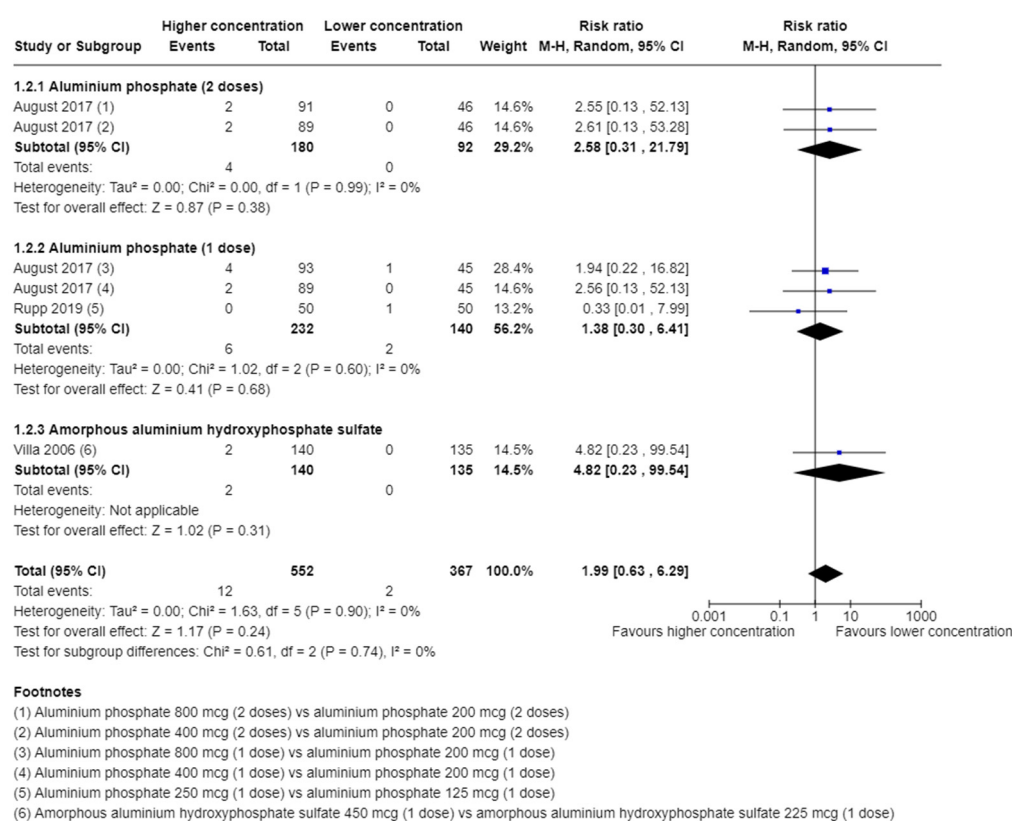 Higher concentration Lower concentration Risk ratio Risk ratio
Study or Subgroup Events Total Events Total Weight M-H, Random, 95% CI M-H, Random, 95% CI
1.2.1 Aluminium phosphate (2 doses)
August 2017 (1) 2 91 0 46 14.6% 2.55 [0.13 , 52.13]
August 2017 (2) 2 89 0 46 14.6% 2.61 [0.13 , 53.28]
Subtotal (95% CI) 180 92 29.2% 2.58 [0.31 , 21.79]
Total events: 4 0
Heterogeneity: Tau² = 0.00; Chi² = 0.00, df = 1 (P = 0.99); I² = 0%
Test for overall effect: Z = 0.87 (P = 0.38)
1.2.2 Aluminium phosphate (1 dose)
August 2017 (3) 4 93 1 45 28.4% 1.94 [0.22 , 16.82]
August 2017 (4) 2 89 0 45 14.6% 2.56 [0.13 , 52.13]
Rupp 2019 (5) 0 50 1 50 13.2% 0.33 [0.01 , 7.99]
Subtotal (95% CI) 232 140 56.2% 1.38 [0.30 , 6.41]
Total events: 6 2
Heterogeneity: Tau² = 0.00; Chi² = 1.02, df = 2 (P = 0.60); I² = 0%
Test for overall effect: Z = 0.41 (P = 0.68)
1.2.3 Amorphous aluminium hydroxyphosphate sulfate
Villa 2006 (6) 2 140 0 135 14.5% 4.82 [0.23 , 99.54]
Subtotal (95% CI) 140 135 14.5% 4.82 [0.23 , 99.54]
Total events: 2 0
Heterogeneity: Not applicable
Test for overall effect: Z = 1.02 (P = 0.31)
Total (95% CI) 552 367 100.0% 1.99 [0.63 , 6.29]
Total events: 12 2
Heterogeneity: Tau² = 0.00; Chi² = 1.63, df = 5 (P = 0.90); I² = 0%
0.001 0.1 1 10 1000
Test for overall effect: Z = 1.17 (P = 0.24) Favours higher concentration Favours lower concentration
Test for subgroup differences: Chi² = 0.61, df = 2 (P = 0.74), I² = 0%
Footnotes
(1) Aluminium phosphate 800 mcg (2 doses) vs aluminium phosphate 200 mcg (2 doses)
(2) Aluminium phosphate 400 mcg (2 doses) vs aluminium phosphate 200 mcg (2 doses)
(3) Aluminium phosphate 800 mcg (1 dose) vs aluminium phosphate 200 mcg (1 dose)
(4) Aluminium phosphate 400 mcg (1 dose) vs aluminium phosphate 200 mcg (1 dose)
(5) Aluminium phosphate 250 mcg (1 dose) vs aluminium phosphate 125 mcg (1 dose)
(6) Amorphous aluminium hydroxyphosphate sulfate 450 mcg (1 dose) vs amorphous aluminium hydroxyphosphate sulfate 225 mcg (1 dose)